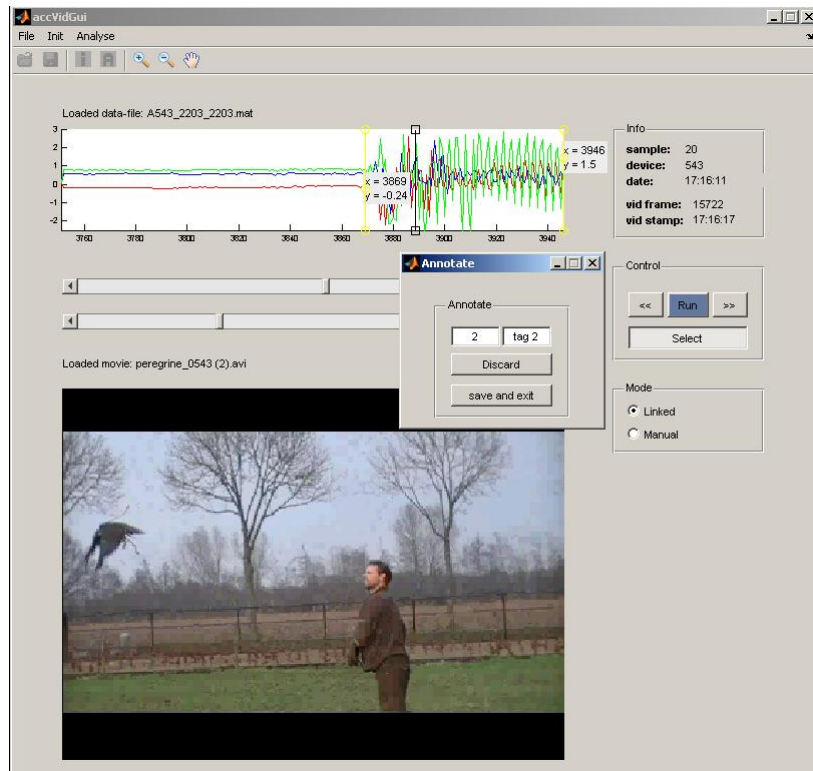 accVidGui
File Init Analyse
Loaded data-file: A543_2203_2203.mat
3
2
1
0
-1
-2
3760 3780 3800 3820 3840 3860 3880 3900 3920 3940
x = 3869
y = -0.24
x = 3946
y = 1.5
Info
sample: 20
device: 543
date: 17:16:11
vid frame: 15722
vid stamp: 17:16:17
Annotate
Annotate
2 tag 2
Discard
save and exit
Control
<< Run >>
Select
Mode
Linked
Manual
Loaded movie: peregrine_0543 (2).avi